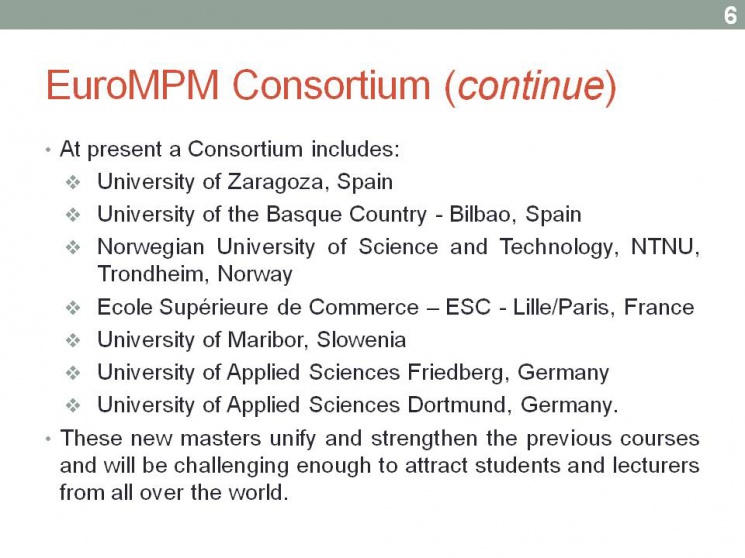 6
EuroMPM Consortium (continue)
• At present a Consortium includes:
❖ University of Zaragoza, Spain
❖ University of the Basque Country - Bilbao, Spain
❖ Norwegian University of Science and Technology, NTNU,
Trondheim, Norway
❖ Ecole Supérieure de Commerce – ESC - Lille/Paris, France
❖ University of Maribor, Slowenia
❖ University of Applied Sciences Friedberg, Germany
❖ University of Applied Sciences Dortmund, Germany.
• These new masters unify and strengthen the previous courses
and will be challenging enough to attract students and lecturers
from all over the world.